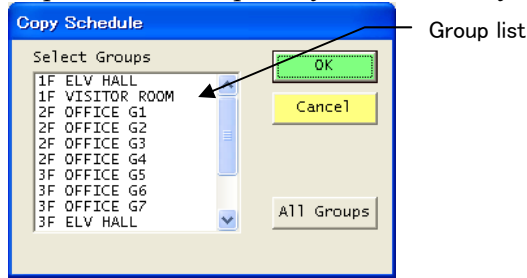 Copy Schedule
Group list
Select Groups
OK
1F ELV HALL
1F VISITOR ROOM
2F OFFICE G1
2F OFFICE G2
2F OFFICE G3
2F OFFICE G4
3F OFFICE G5
3F OFFICE G6
3F OFFICE G7
3F ELV HALL
Cancel
All Groups